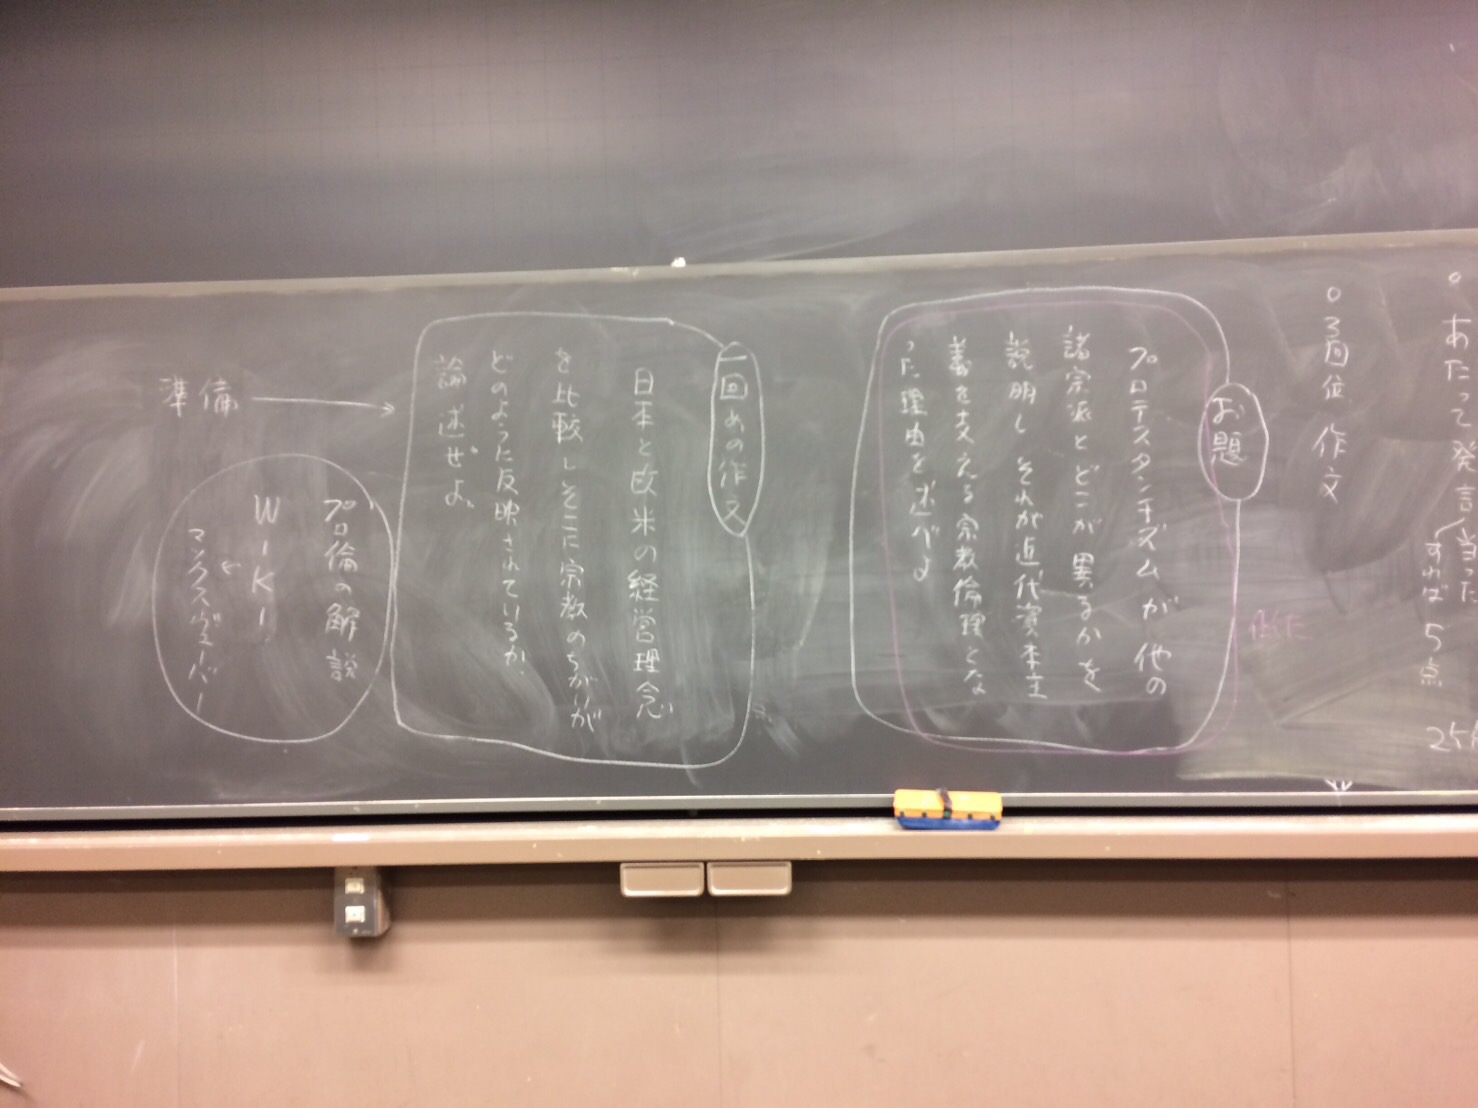 。あたって発言
当った
すれば5点
。3回位作文
お題
プロテスタンチズムが他の
諸宗派とどこが異るかを
説明しそれが近代資本主
義を支える宗教倫理とな
った理由を述べよ
一回めの作文
日本と欧米の経営理念
を比較しそこに宗教のちがいが
どのように反映されているか、
論述せよ。
準備→
プロ倫の解説
WIKI
マックスヴェーバー